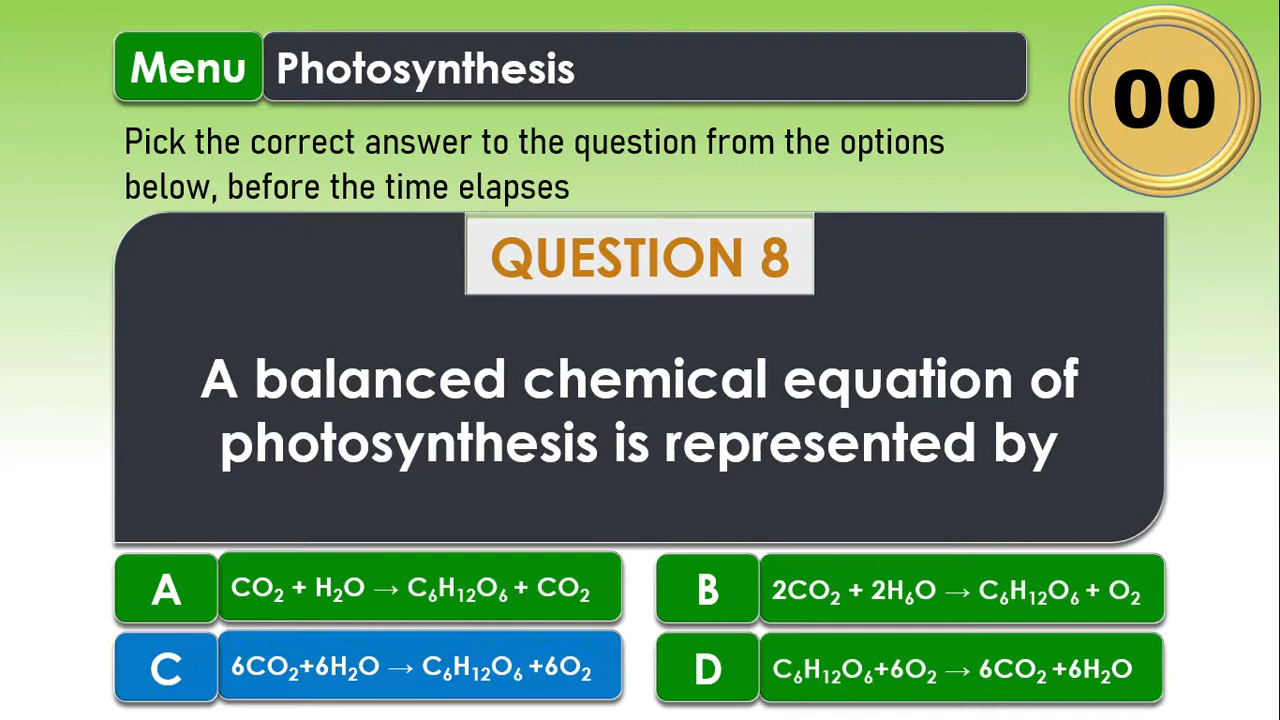 Menu Photosynthesis
00
Pick the correct answer to the question from the options
below, before the time elapses
QUESTION 8
A balanced chemical equation of
photosynthesis is represented by
A CO₂ + H₂O → C₆H₁₂O₆ + CO₂
B 2CO₂ + 2H₆O → C₆H₁₂O₆ + O₂
C 6CO₂+6H₂O → C₆H₁₂O₆ +6O₂
D C₆H₁₂O₆+6O₂ → 6CO₂ +6H₂O